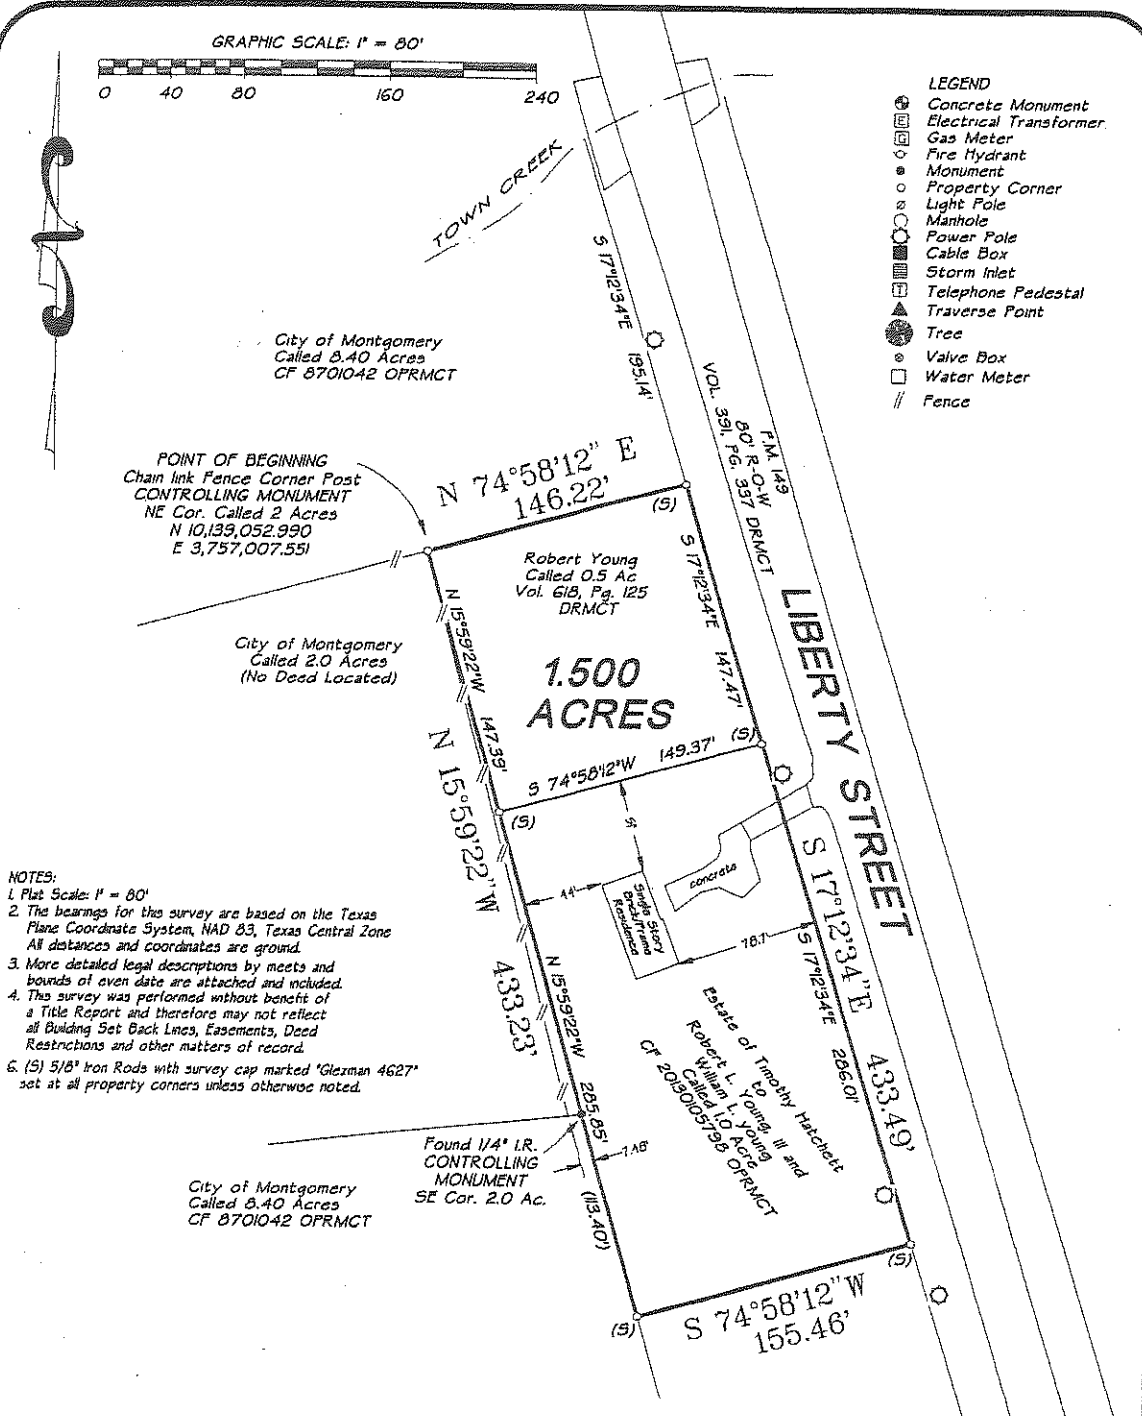 GRAPHIC SCALE: 1" = 80'
0 40 80 160 240
LEGEND
Concrete Monument
E Electrical Transformer
G Gas Meter
Fire Hydrant
Monument
Property Corner
Light Pole
Manhole
Power Pole
Cable Box
Storm Inlet
T Telephone Pedestal
Traverse Point
Tree
Valve Box
Water Meter
// Fence
TOWN CREEK
S 17°12'34"E
195.14'
City of Montgomery
Called 8.40 Acres
CF 8701042 OPRMCT
F.M. 149
80' R-O-W
VOL. 391, PG. 337 DRMCT
POINT OF BEGINNING
Chain link Fence Corner Post
CONTROLLING MONUMENT
NE Cor. Called 2 Acres
N 10,139,052.990
E 3,757,007.551
N 74°58'12" E
146.22'
(S)
Robert Young
Called 0.5 Ac
Vol. 618, Pg. 125
DRMCT
S 17°12'34"E
147.47'
LIBERTY STREET
N 15°59'22"W
147.39'
City of Montgomery
Called 2.0 Acres
(No Deed Located)
1.500
ACRES
(S)
S 74°58'12"W 149.37'
(S)
N 15°59'22"W
433.23'
44'
Single Story
Brick/Frame
Residence
concrete
78.7'
S 17°12'34"E
433.49'
S 17°12'34"E
286.01'
NOTES:
1. Plat Scale: 1" = 80'
2. The bearings for this survey are based on the Texas
Plane Coordinate System, NAD 83, Texas Central Zone
All distances and coordinates are ground.
3. More detailed legal descriptions by meets and
bounds of even date are attached and included.
4. This survey was performed without benefit of
a Title Report and therefore may not reflect
all Building Set Back Lines, Easements, Deed
Restrictions and other matters of record.
6. (S) 5/8" Iron Rods with survey cap marked "Glezman 4627"
set at all property corners unless otherwise noted.
N 15°59'22"W
285.85'
Estate of Timothy Hatchett
to
Robert L. Young, III and
William L. Young
Called 1.0 Acre
CF 20130105798 OPRMCT
Found 1/4" I.R.
CONTROLLING
MONUMENT
SE Cor. 2.0 Ac.
(113.40')
City of Montgomery
Called 8.40 Acres
CF 8701042 OPRMCT
(S)
(S)
S 74°58'12"W
155.46'